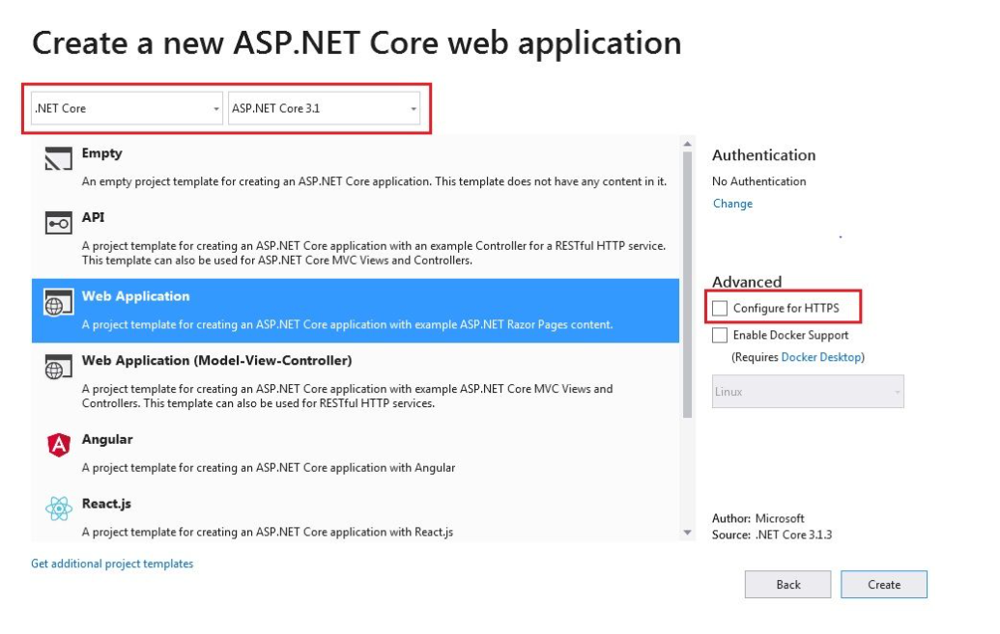 Create a new ASP.NET Core web application
.NET Core
ASP.NET Core 3.1
Empty
An empty project template for creating an ASP.NET Core application. This template does not have any content in it.
API
A project template for creating an ASP.NET Core application with an example Controller for a RESTful HTTP service.
This template can also be used for ASP.NET Core MVC Views and Controllers.
Web Application
A project template for creating an ASP.NET Core application with example ASP.NET Razor Pages content.
Web Application (Model-View-Controller)
A project template for creating an ASP.NET Core application with example ASP.NET Core MVC Views and
Controllers. This template can also be used for RESTful HTTP services.
Angular
A project template for creating an ASP.NET Core application with Angular
React.js
A project template for creating an ASP.NET Core application with React.js
Get additional project templates
Authentication
No Authentication
Change
Advanced
Configure for HTTPS
Enable Docker Support
(Requires Docker Desktop)
Linux
Author: Microsoft
Source: .NET Core 3.1.3
Back
Create